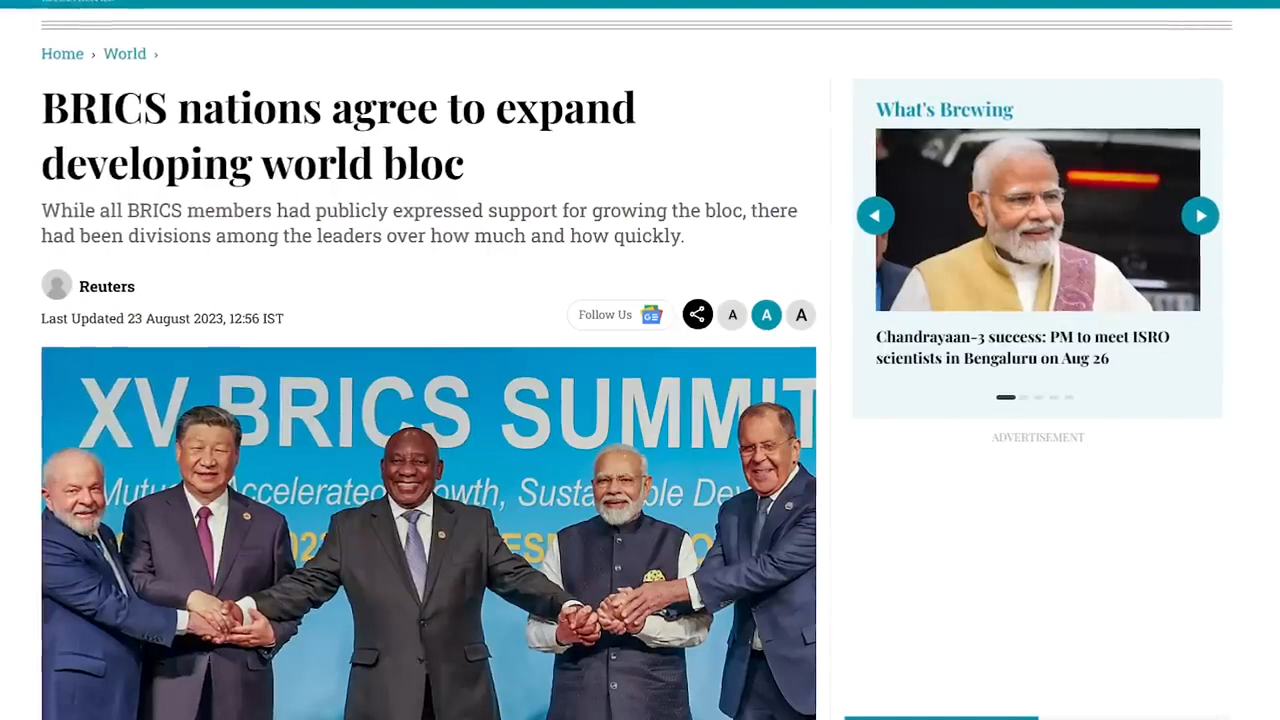 Home › World ›
BRICS nations agree to expand
developing world bloc
While all BRICS members had publicly expressed support for growing the bloc, there
had been divisions among the leaders over how much and how quickly.
Reuters
Last Updated 23 August 2023, 12:56 IST
Follow Us
GE
A
A
A
XV BRICS SUMMIT
Accelerated
What's Brewing
Chandrayaan-3 success: PM to meet ISRO
scientists in Bengaluru on Aug 26
ADVERTISEMENT